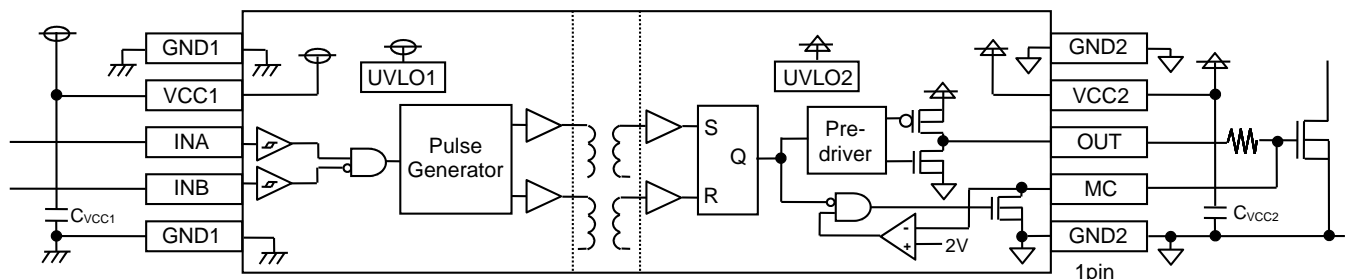 GND1
VCC1
INA
INB
CVCC1
GND1
UVLO1
Pulse
Generator
S
R
Q
UVLO2
Pre-
driver
-
+
2V
GND2
VCC2
OUT
MC
GND2
1pin
CVCC2